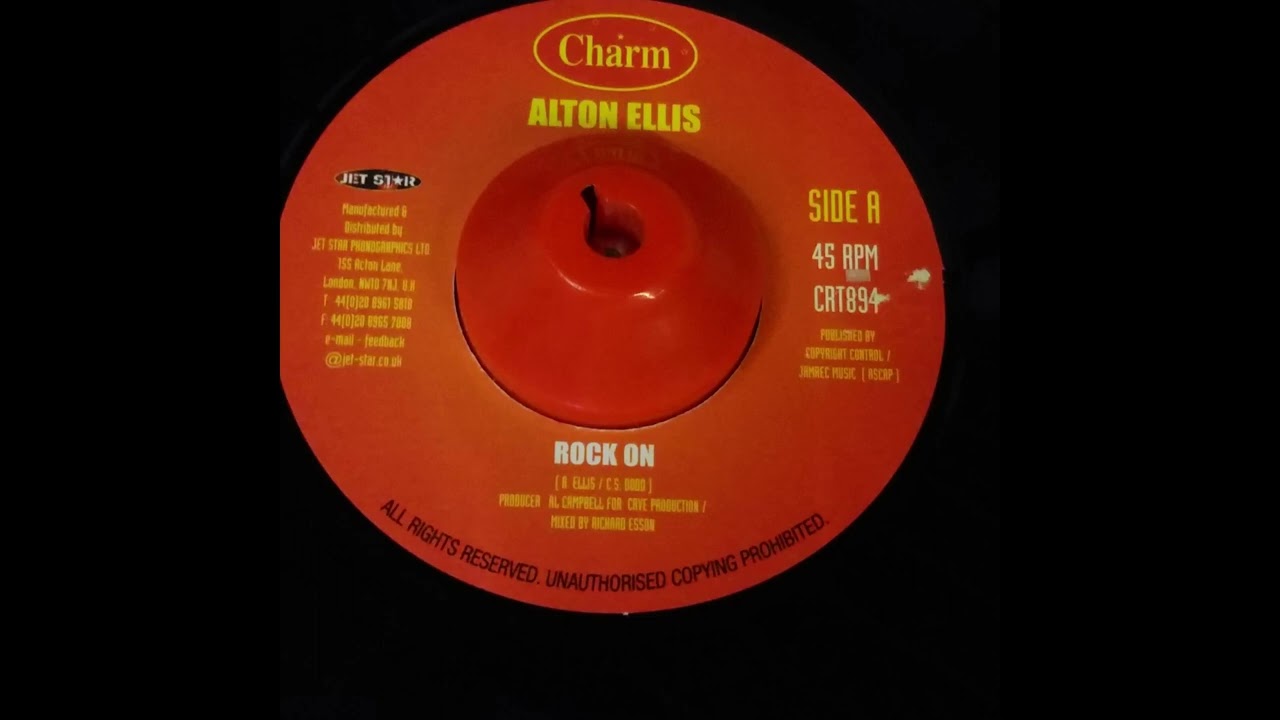 Charm
ALTON ELLIS
JET ST★R
Manufactured &
Distributed by
JET STAR PHONOGRAPHICS LTD
155 Acton Lane,
London, NW10 7NJ, U.K
T 44(0)20 8961 5818
F 44(0)20 8965 7008
e-mail - feedback
@jet-star.co.uk
SIDE A
45 RPM
CRT894
PUBLISHED BY
COPYRIGHT CONTROL /
JAMREC MUSIC ( ASCAP )
ROCK ON
( A ELLIS / C.S. DODD )
PRODUCER AL CAMPBELL FOR CAVE PRODUCTION /
MIXED BY RICHARD ESSON
ALL RIGHTS RESERVED. UNAUTHORISED COPYING PROHIBITED.